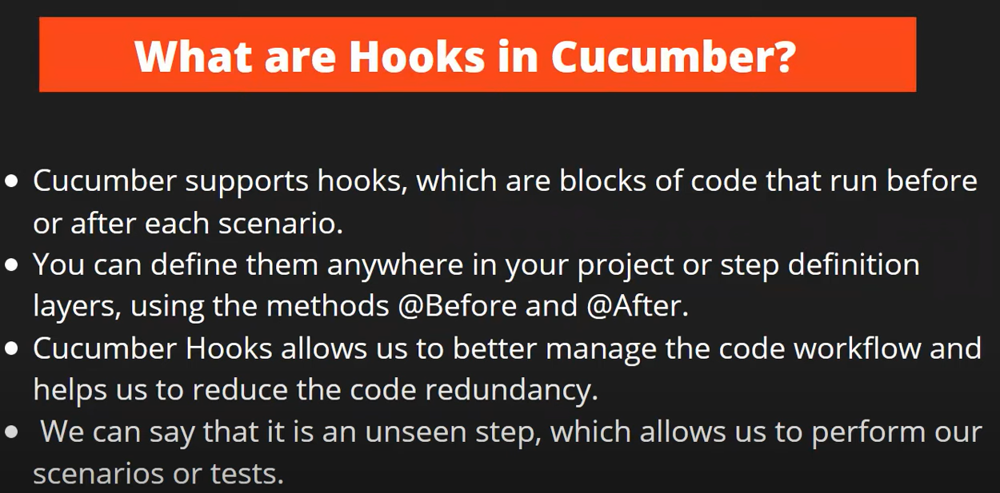 What are Hooks in Cucumber?
• Cucumber supports hooks, which are blocks of code that run before
or after each scenario.
• You can define them anywhere in your project or step definition
layers, using the methods @Before and @After.
• Cucumber Hooks allows us to better manage the code workflow and
helps us to reduce the code redundancy.
• We can say that it is an unseen step, which allows us to perform our
scenarios or tests.